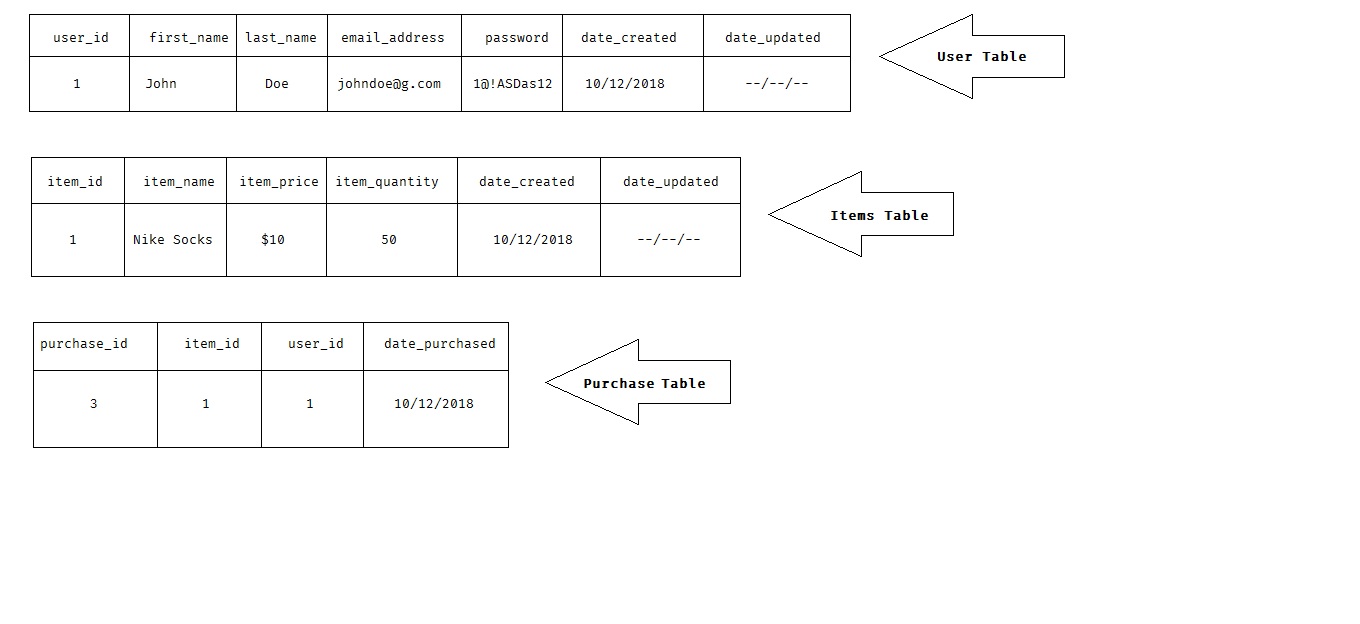 user_id first_name last_name email_address password date_created date_updated
1 John Doe johndoe@g.com 1@!ASDas12 10/12/2018 --/--/--
User Table
item_id item_name item_price item_quantity date_created date_updated
1 Nike Socks $10 50 10/12/2018 --/--/--
Items Table
purchase_id item_id user_id date_purchased
3 1 1 10/12/2018
Purchase Table